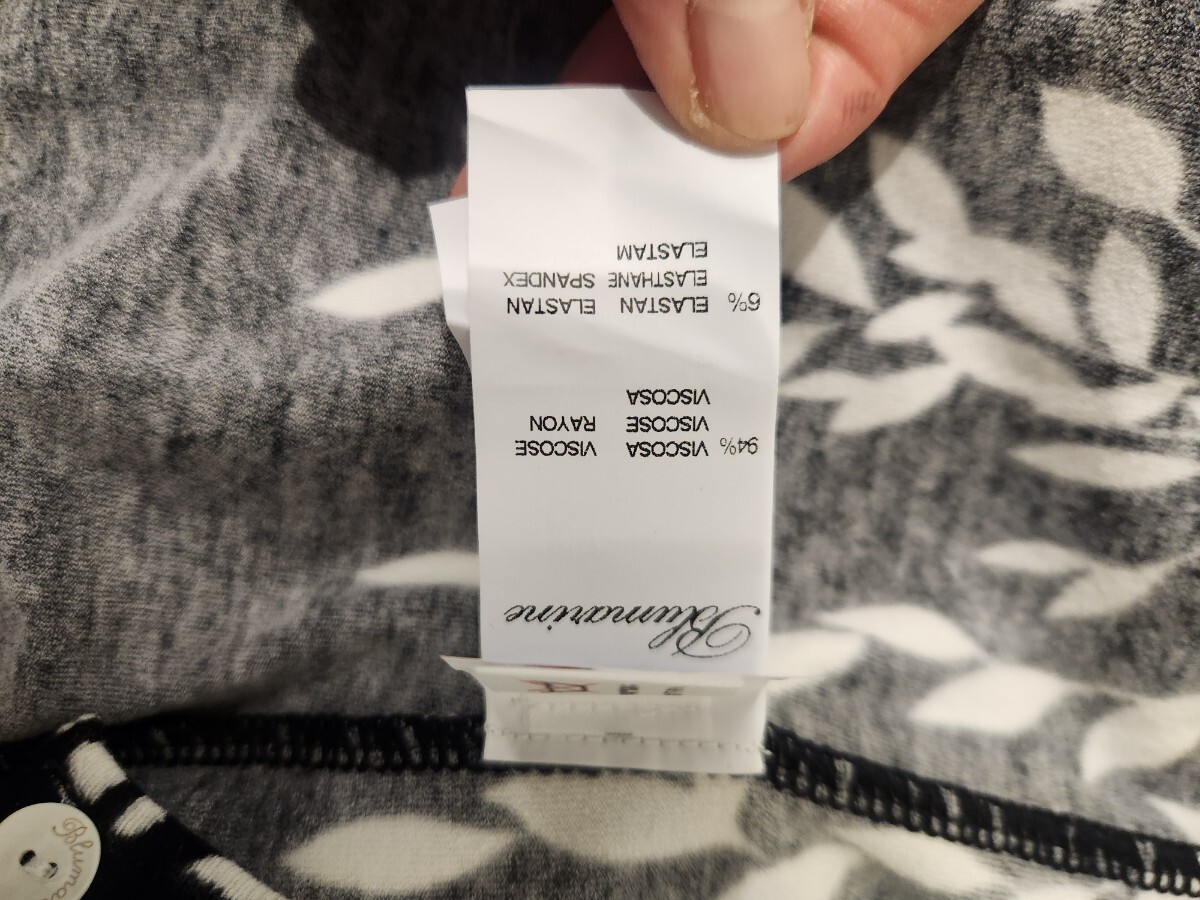 Blumarine
94% VISCOSA VISCOSE
VISCOSE RAYON
VISCOSA
6% ELASTAN ELASTAN
ELASTHANE SPANDEX
ELASTAM